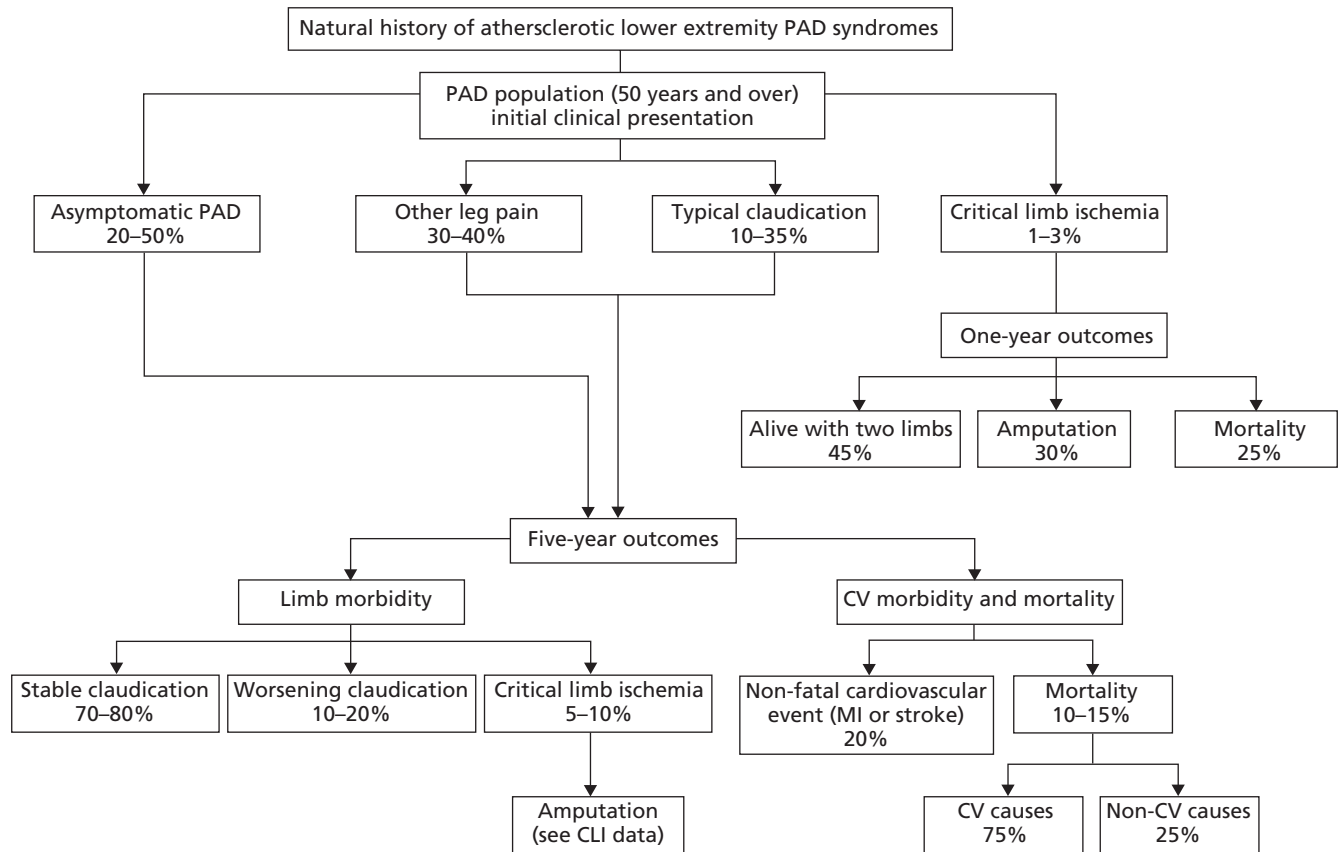 Natural history of athersclerotic lower extremity PAD syndromes
PAD population (50 years and over)
initial clinical presentation
Asymptomatic PAD
20–50%
Other leg pain
30–40%
Typical claudication
10–35%
Critical limb ischemia
1–3%
One-year outcomes
Alive with two limbs
45%
Amputation
30%
Mortality
25%
Five-year outcomes
Limb morbidity
CV morbidity and mortality
Stable claudication
70–80%
Worsening claudication
10–20%
Critical limb ischemia
5–10%
Non-fatal cardiovascular
event (MI or stroke)
20%
Mortality
10–15%
Amputation
(see CLI data)
CV causes
75%
Non-CV causes
25%